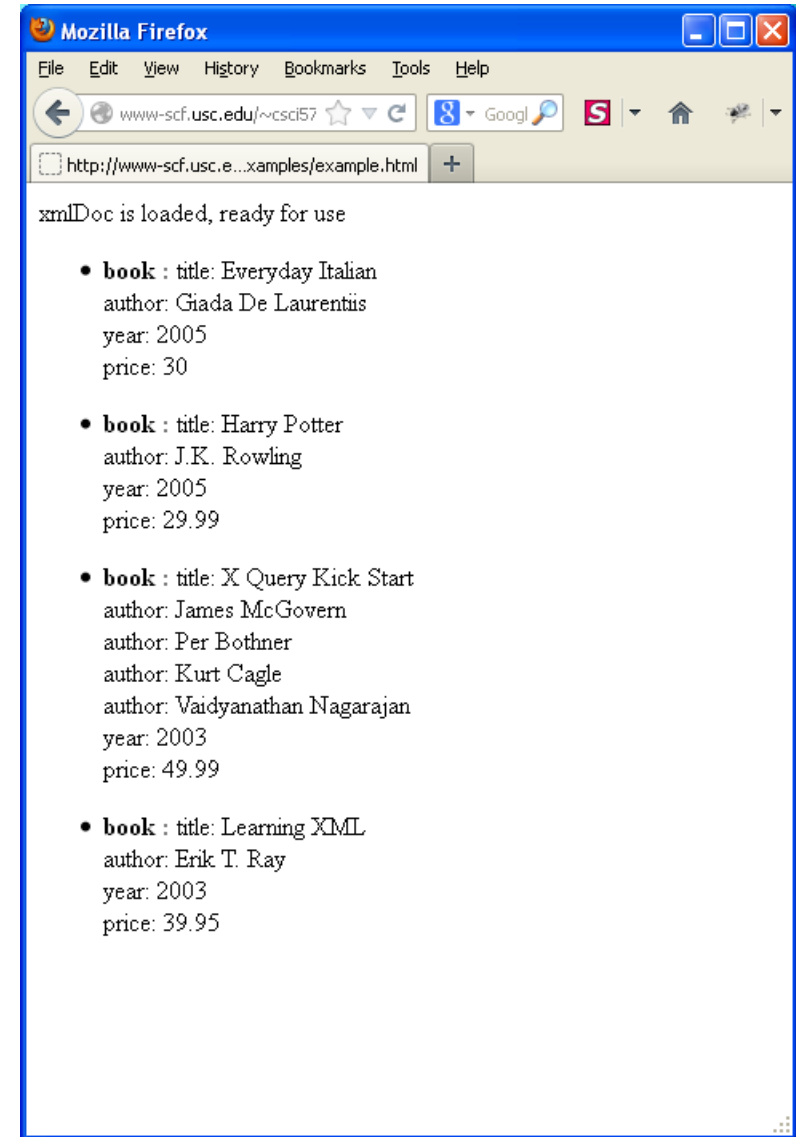 Mozilla Firefox
File Edit View History Bookmarks Tools Help
www-scf.usc.edu/~csci57 8 Googl S
http://www-scf.usc.e...xamples/example.html +
xmlDoc is loaded, ready for use
• book : title: Everyday Italian
author: Giada De Laurentiis
year: 2005
price: 30
• book : title: Harry Potter
author: J.K. Rowling
year: 2005
price: 29.99
• book : title: X Query Kick Start
author: James McGovern
author: Per Bothner
author: Kurt Cagle
author: Vaidyanathan Nagarajan
year: 2003
price: 49.99
• book : title: Learning XML
author: Erik T. Ray
year: 2003
price: 39.95